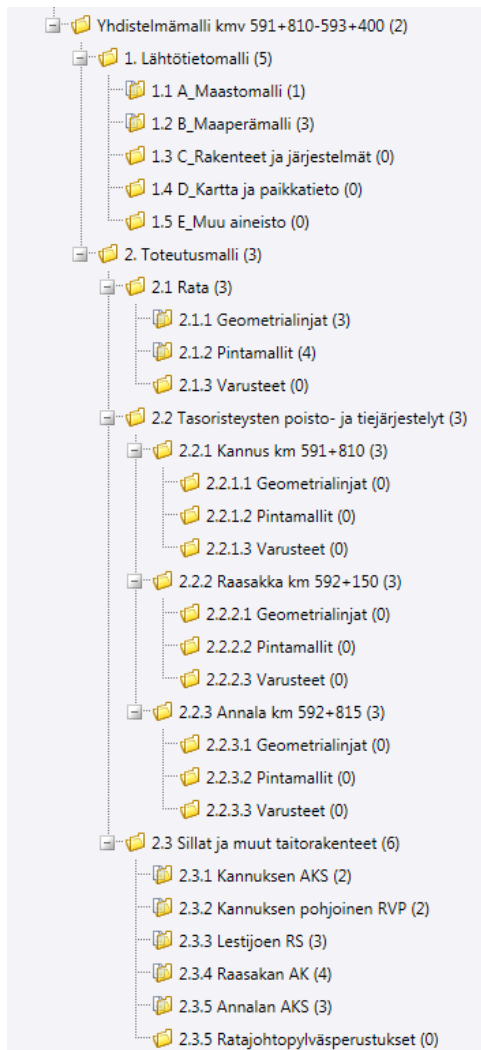 Yhdistelmämalli kmv 591+810-593+400 (2)
1. Lähtötietomalli (5)
1.1 A_Maastomalli (1)
1.2 B_Maaperämalli (3)
1.3 C_Rakenteet ja järjestelmät (0)
1.4 D_Kartta ja paikkatieto (0)
1.5 E_Muu aineisto (0)
2. Toteutusmalli (3)
2.1 Rata (3)
2.1.1 Geometrialinjat (3)
2.1.2 Pintamallit (4)
2.1.3 Varusteet (0)
2.2 Tasoristeysten poisto- ja tiejärjestelyt (3)
2.2.1 Kannus km 591+810 (3)
2.2.1.1 Geometrialinjat (0)
2.2.1.2 Pintamallit (0)
2.2.1.3 Varusteet (0)
2.2.2 Raasakka km 592+150 (3)
2.2.2.1 Geometrialinjat (0)
2.2.2.2 Pintamallit (0)
2.2.2.3 Varusteet (0)
2.2.3 Annala km 592+815 (3)
2.2.3.1 Geometrialinjat (0)
2.2.3.2 Pintamallit (0)
2.2.3.3 Varusteet (0)
2.3 Sillat ja muut taitorakenteet (6)
2.3.1 Kannuksen AKS (2)
2.3.2 Kannuksen pohjoinen RVP (2)
2.3.3 Lestijoen RS (3)
2.3.4 Raasakan AK (4)
2.3.5 Annalan AKS (3)
2.3.5 Ratajohtopylväsperustukset (0)